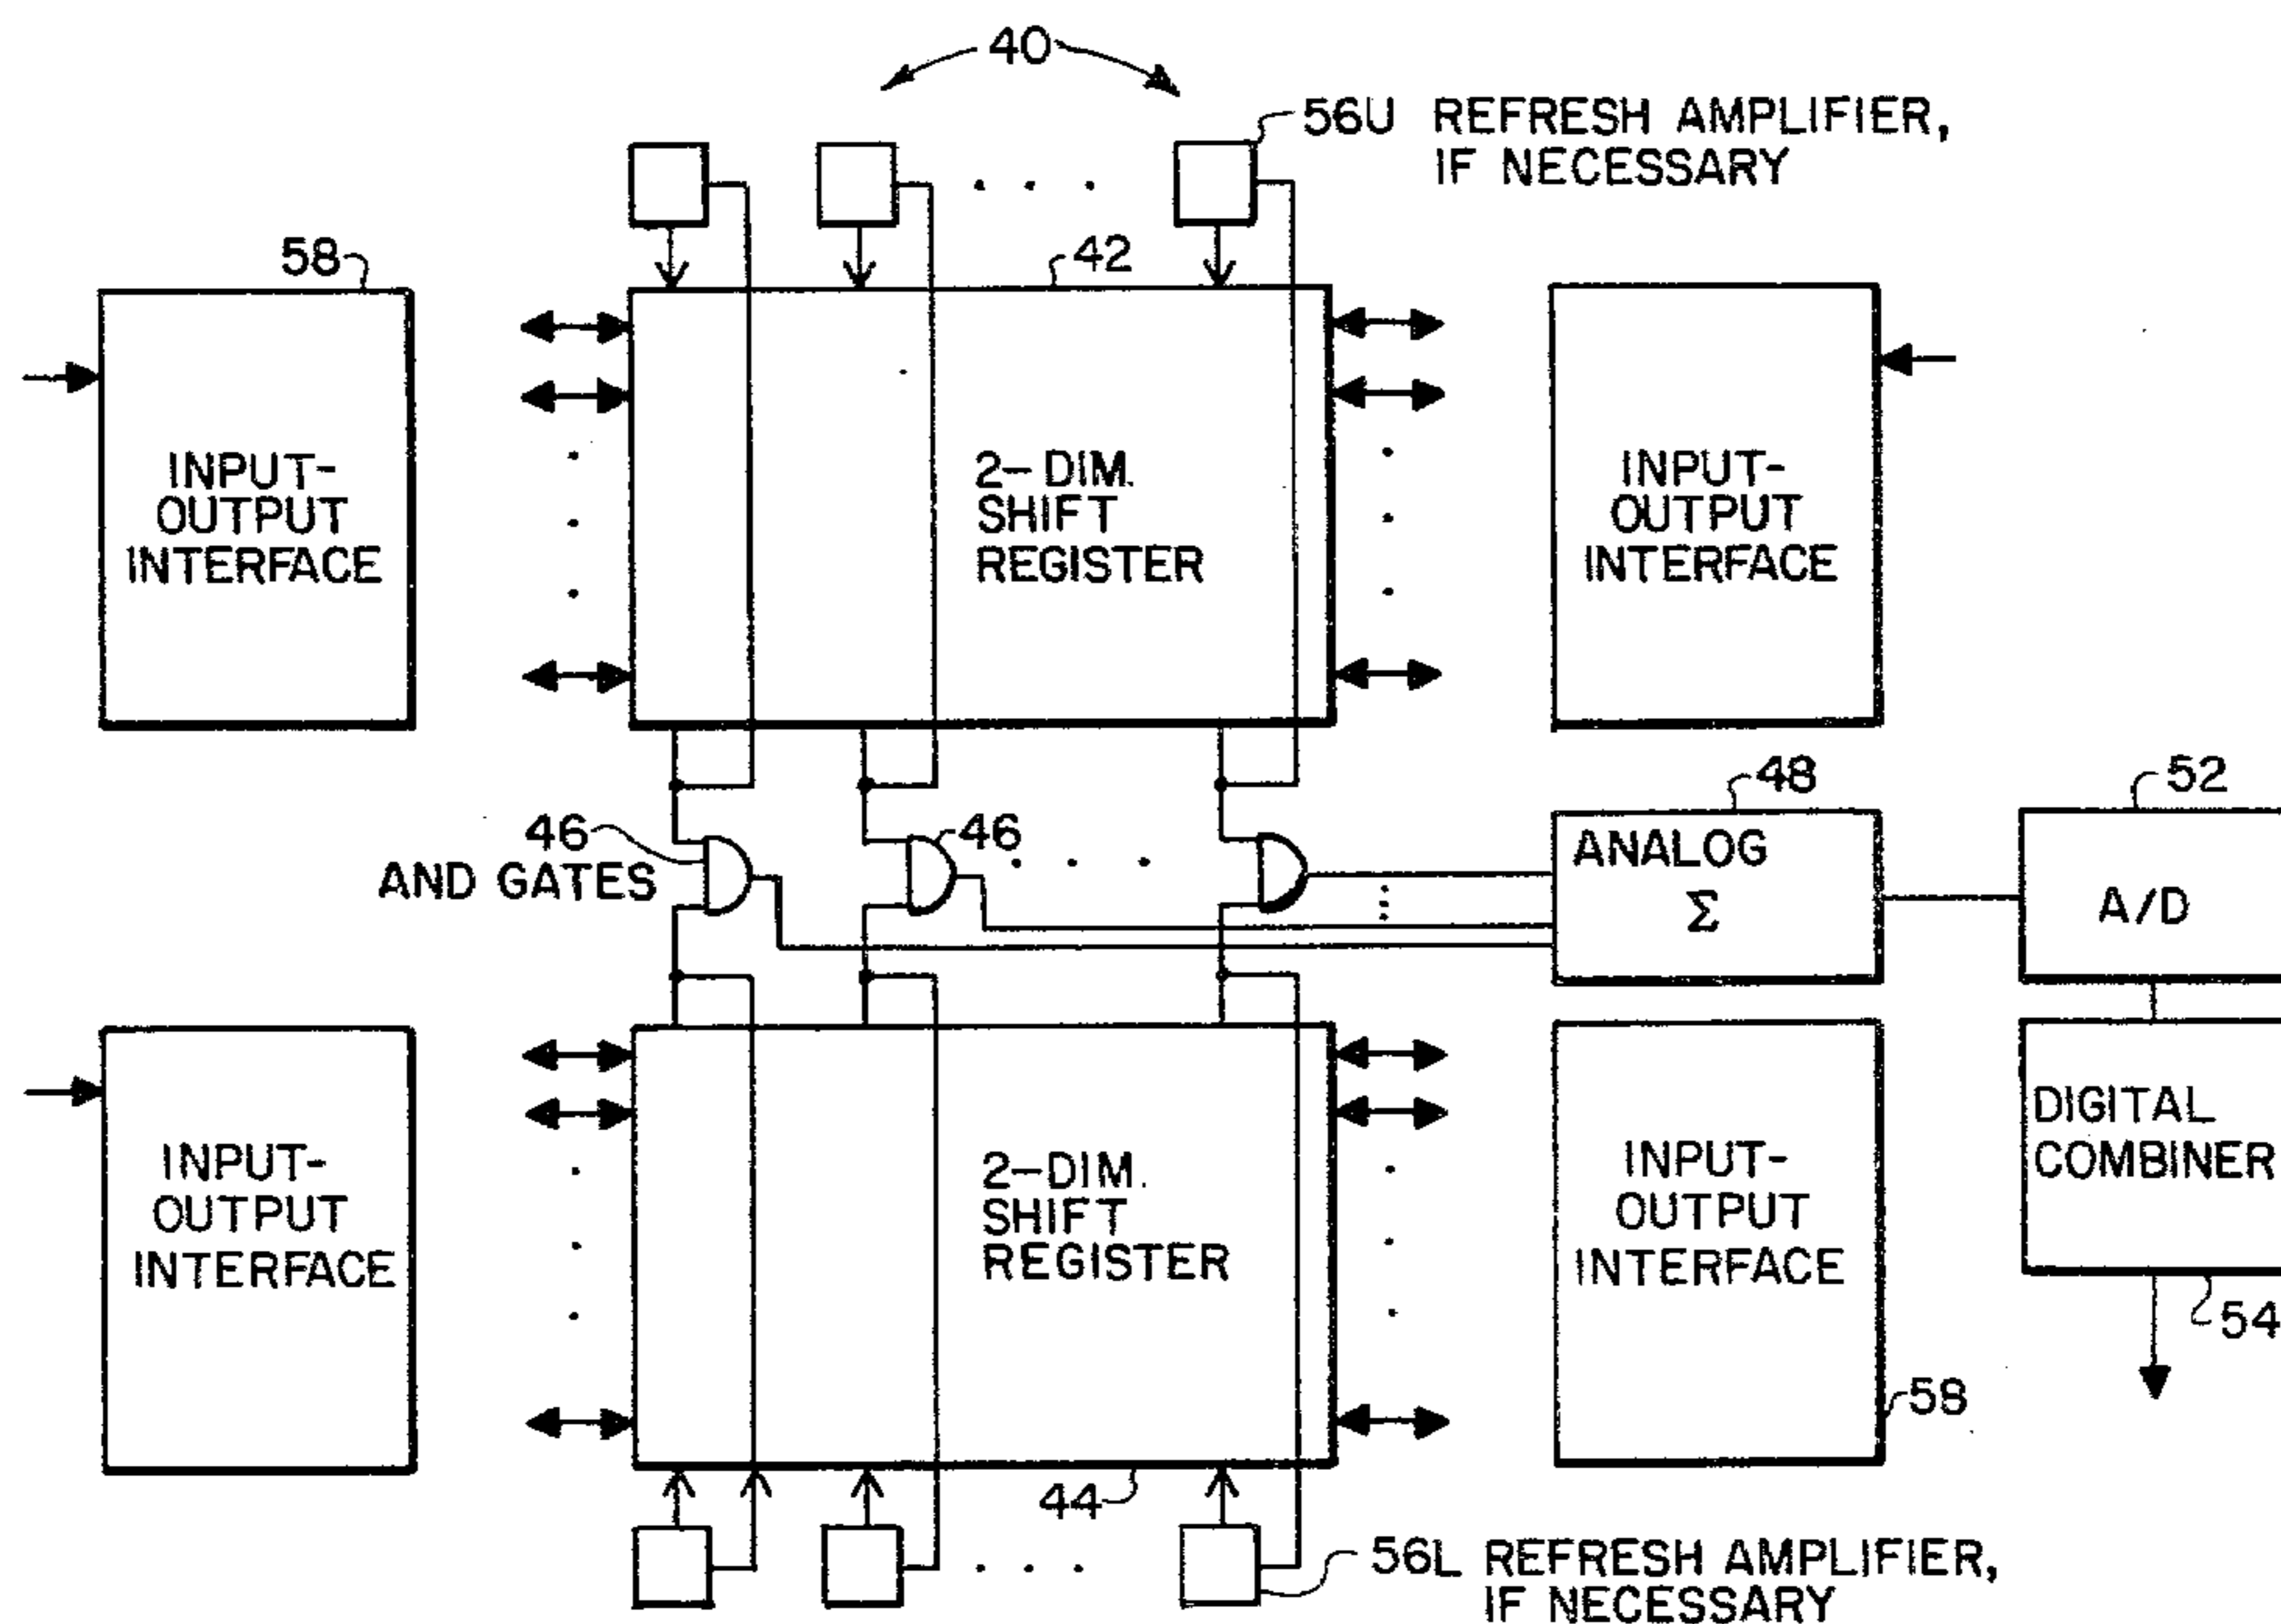 40
56U REFRESH AMPLIFIER,
IF NECESSARY
58
42
INPUT-
OUTPUT
INTERFACE
2-DIM.
SHIFT
REGISTER
INPUT-
OUTPUT
INTERFACE
46
46
AND GATES
48
ANALOG
Σ
52
A/D
INPUT-
OUTPUT
INTERFACE
2-DIM.
SHIFT
REGISTER
INPUT-
OUTPUT
INTERFACE
DIGITAL
COMBINER
54
58
44
56L REFRESH AMPLIFIER,
IF NECESSARY